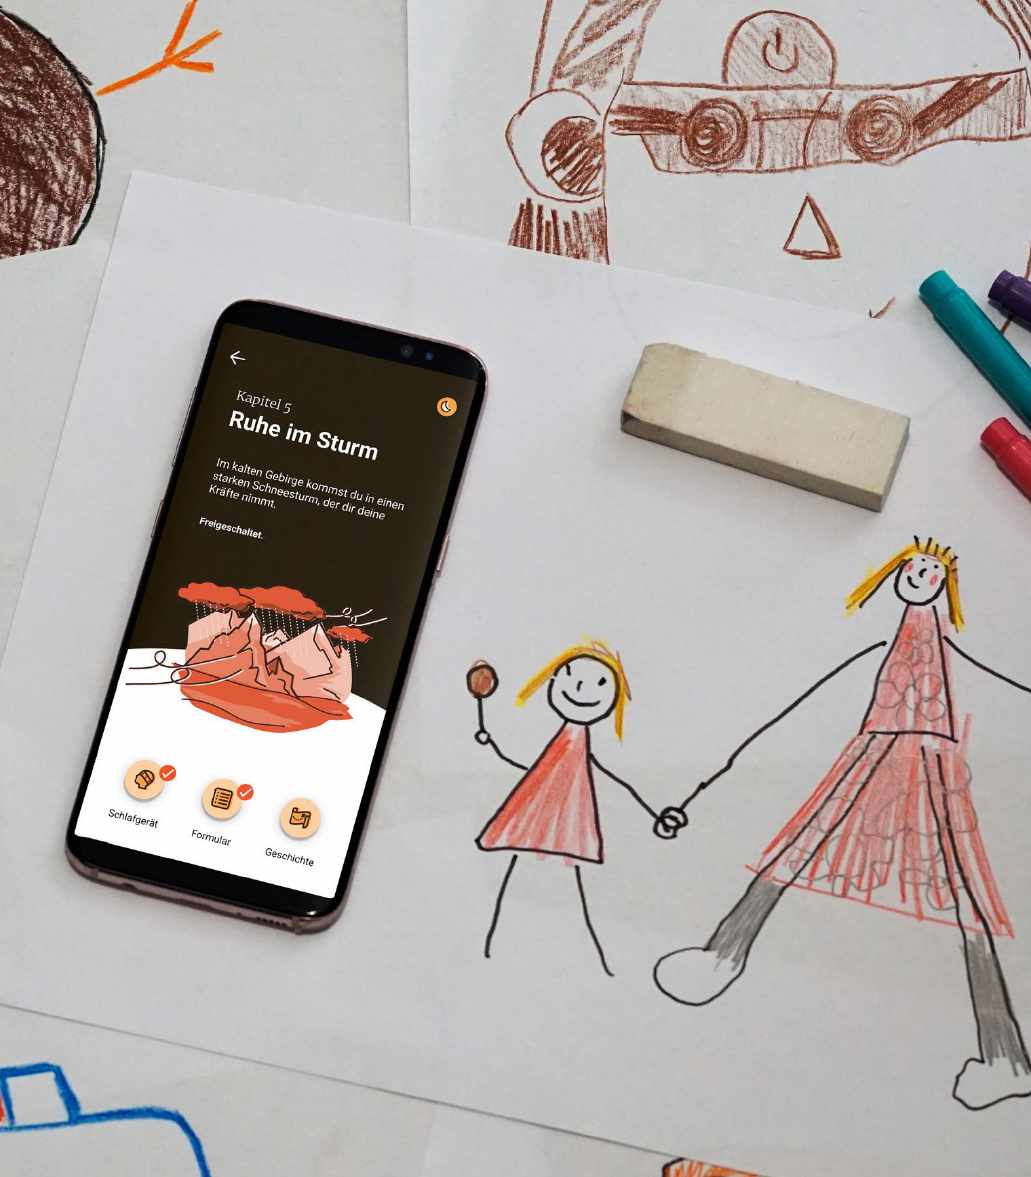 Kapitel 5
Ruhe im Sturm
Im kalten Gebirge kommst du in einen
starken Schneesturm, der dir deine
Kräfte nimmt.
Freigeschaltet.
Schlafgerät
Formular
Geschichte